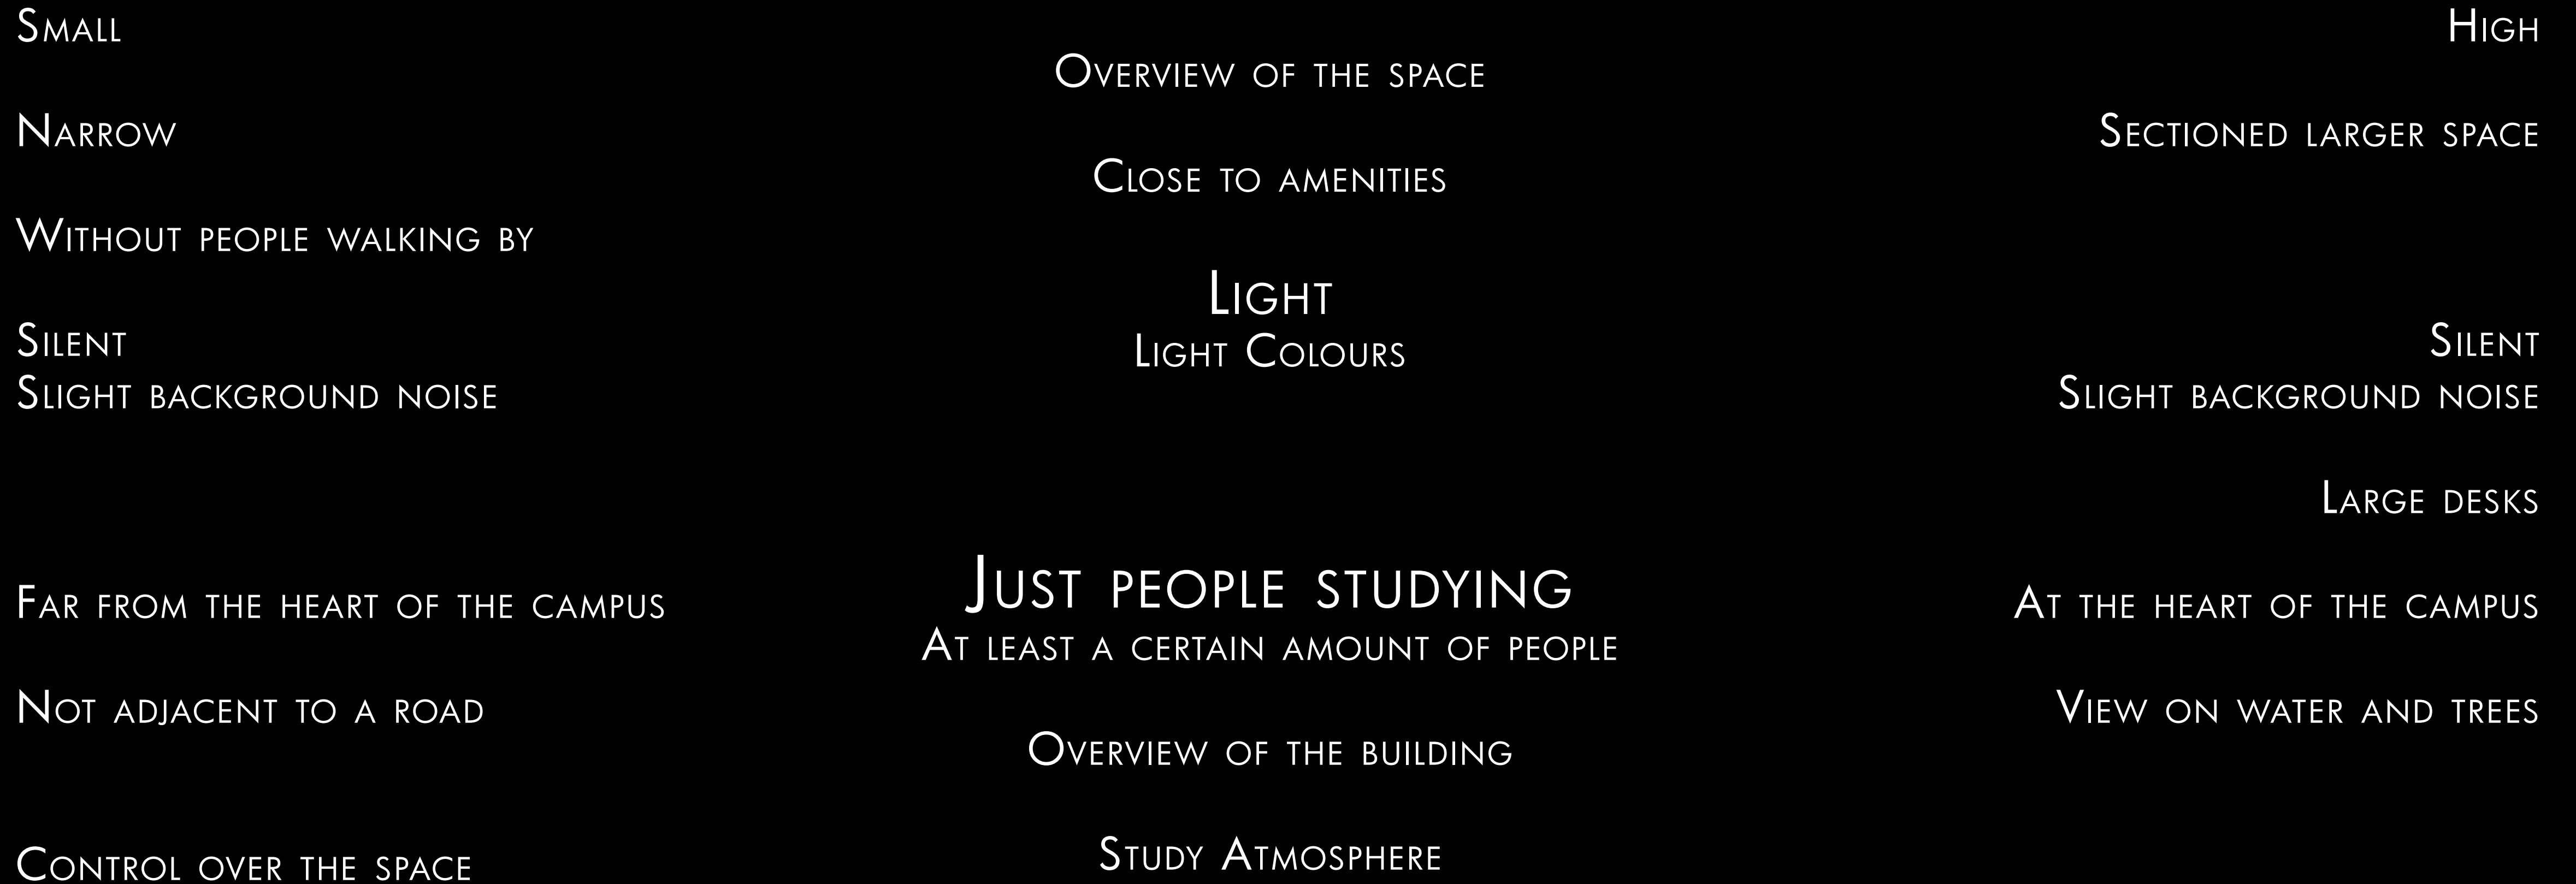 Small
Narrow
Without people walking by
Silent
Slight background noise
Far from the heart of the campus
Not adjacent to a road
Control over the space
Overview of the space
Close to amenities
Light
Light Colours
Just people studying
At least a certain amount of people
Overview of the building
Study Atmosphere
High
Sectioned larger space
Silent
Slight background noise
Large desks
At the heart of the campus
View on water and trees